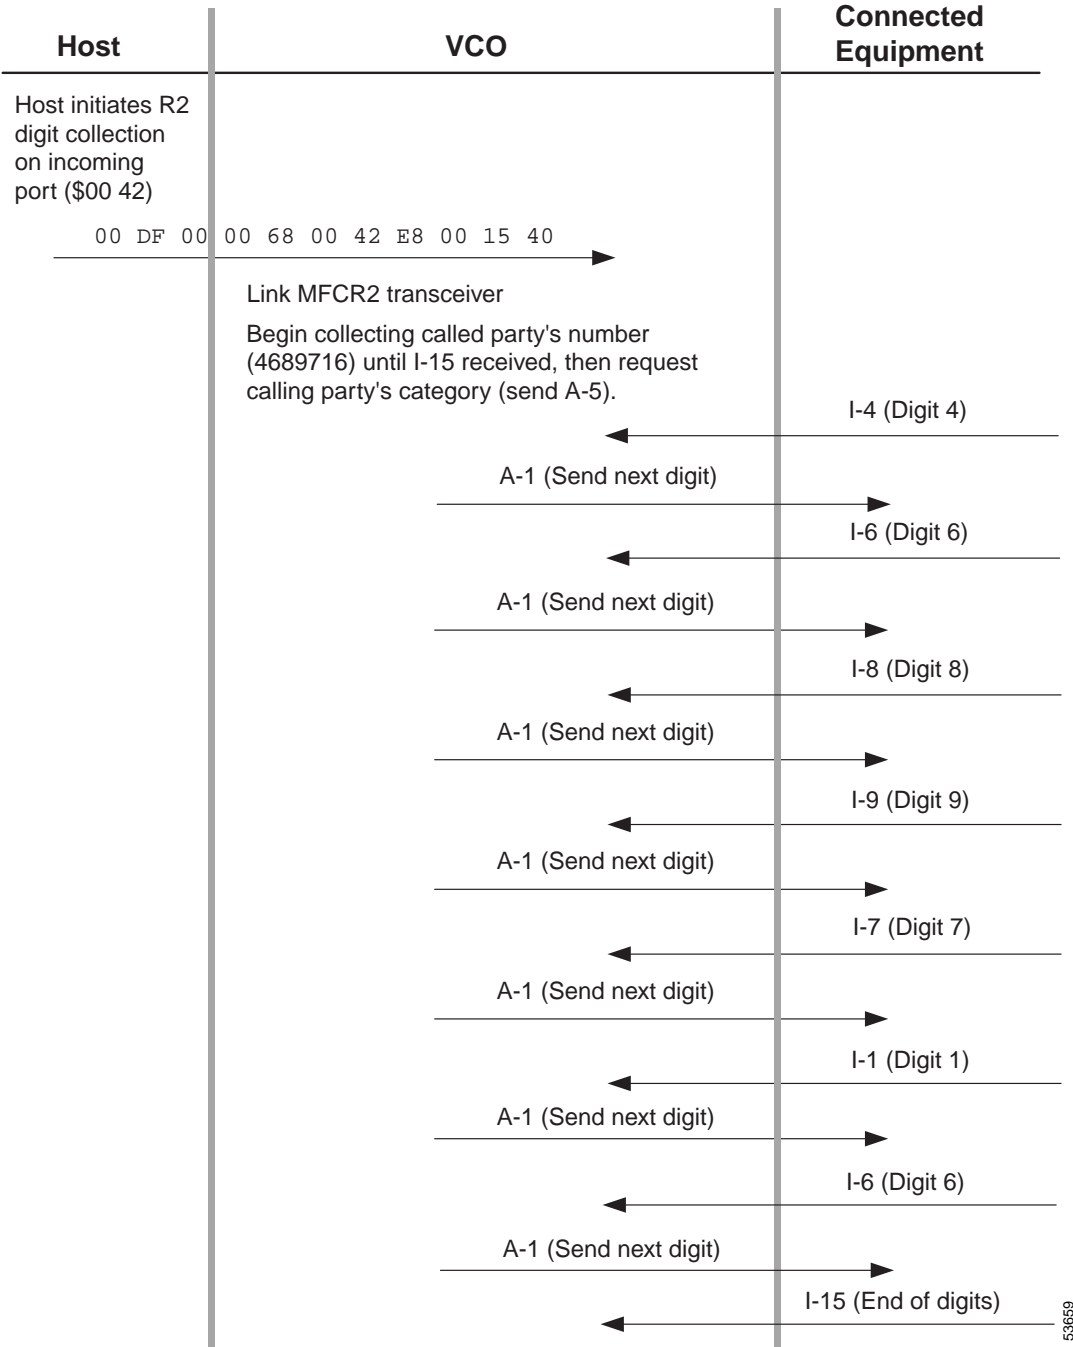 Host
VCO
Connected
Equipment
Host initiates R2
digit collection
on incoming
port ($00 42)
00 DF 00 00 68 00 42 E8 00 15 40
Link MFCR2 transceiver
Begin collecting called party's number
(4689716) until I-15 received, then request
calling party's category (send A-5).
I-4 (Digit 4)
A-1 (Send next digit)
I-6 (Digit 6)
A-1 (Send next digit)
I-8 (Digit 8)
A-1 (Send next digit)
I-9 (Digit 9)
A-1 (Send next digit)
I-7 (Digit 7)
A-1 (Send next digit)
I-1 (Digit 1)
A-1 (Send next digit)
I-6 (Digit 6)
A-1 (Send next digit)
I-15 (End of digits)
53659